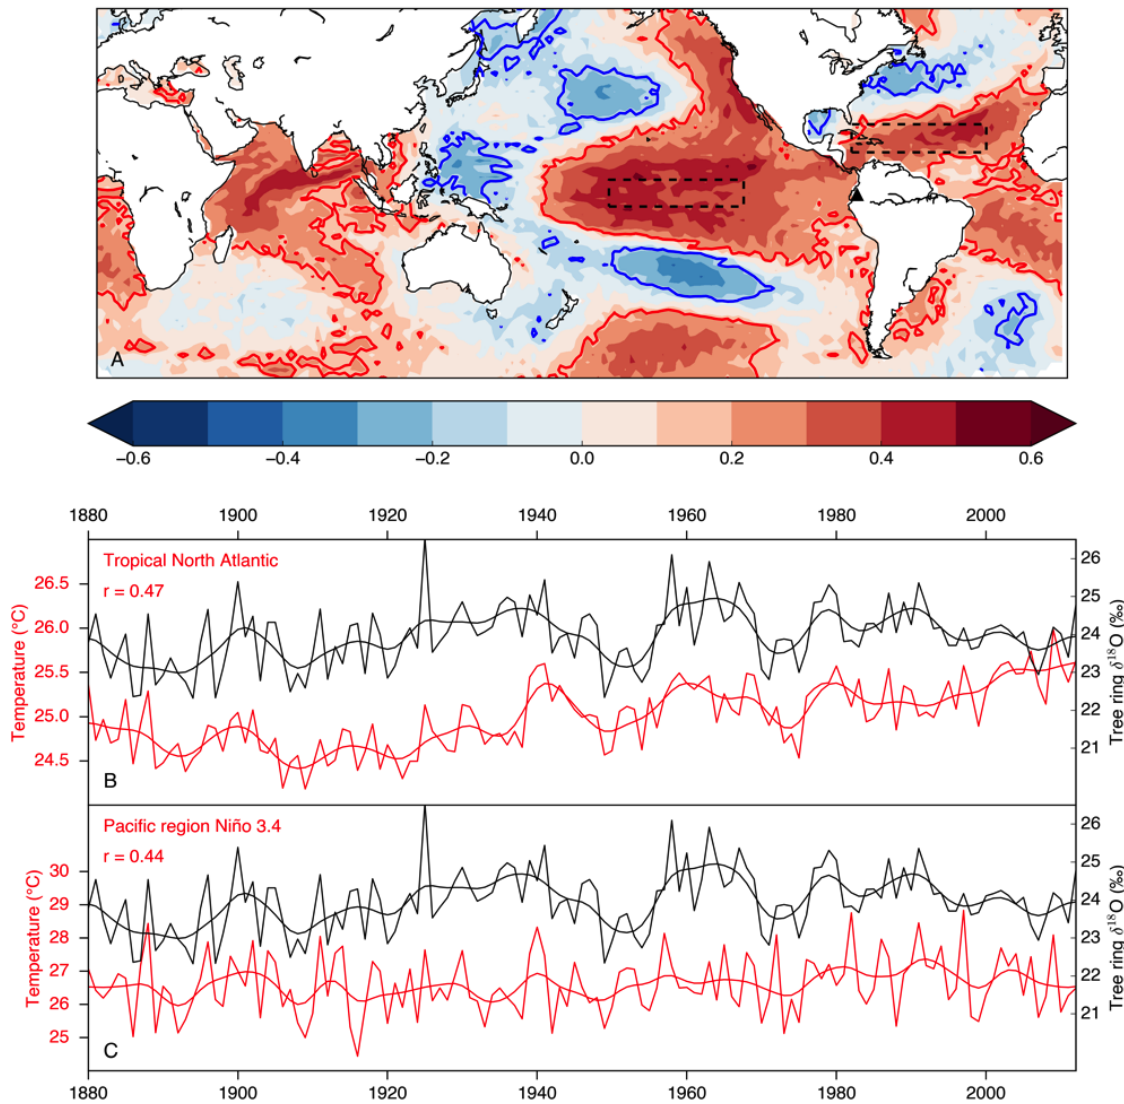 A
−0.6 −0.4 −0.2 0.0 0.2 0.4 0.6
1880 1900 1920 1940 1960 1980 2000
Tropical North Atlantic
r = 0.47
Temperature (°C)
26.5
26.0
25.5
25.0
24.5
26
25
24
23
22
21
Tree ring δ¹⁸O (‰)
B
Pacific region Niño 3.4
r = 0.44
Temperature (°C)
30
29
28
27
26
25
26
25
24
23
22
21
Tree ring δ¹⁸O (‰)
C
1880 1900 1920 1940 1960 1980 2000